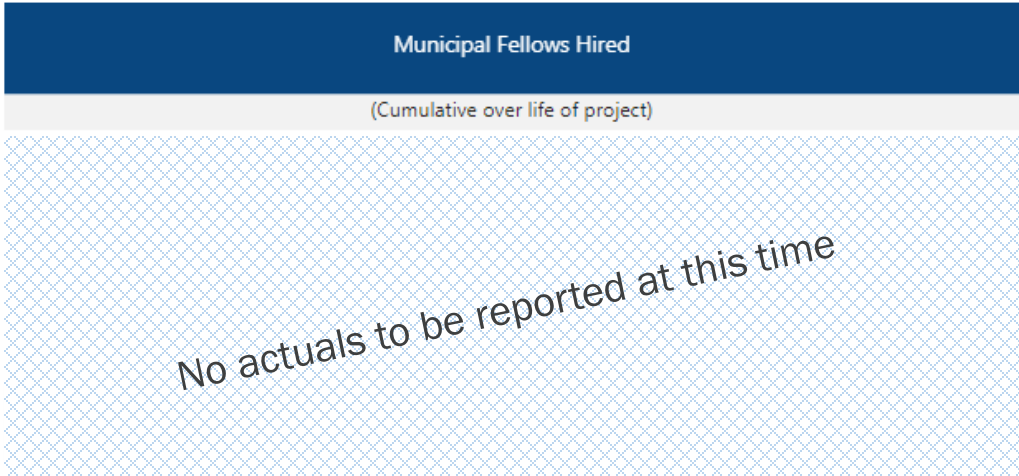 Municipal Fellows Hired
(Cumulative over life of project)
No actuals to be reported at this time